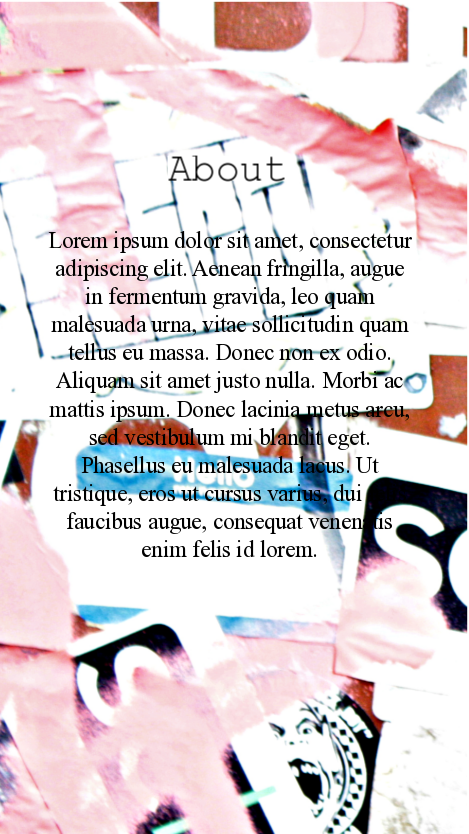 About
Lorem ipsum dolor sit amet, consectetur
adipiscing elit. Aenean fringilla, augue
in fermentum gravida, leo quam
malesuada urna, vitae sollicitudin quam
tellus eu massa. Donec non ex odio.
Aliquam sit amet justo nulla. Morbi ac
mattis ipsum. Donec lacinia metus arcu,
sed vestibulum mi blandit eget.
Phasellus eu malesuada lacus. Ut
Hello
tristique, eros ut cursus varius, dui
faucibus augue, consequat venenatis
enim felis id lorem.
SO
S